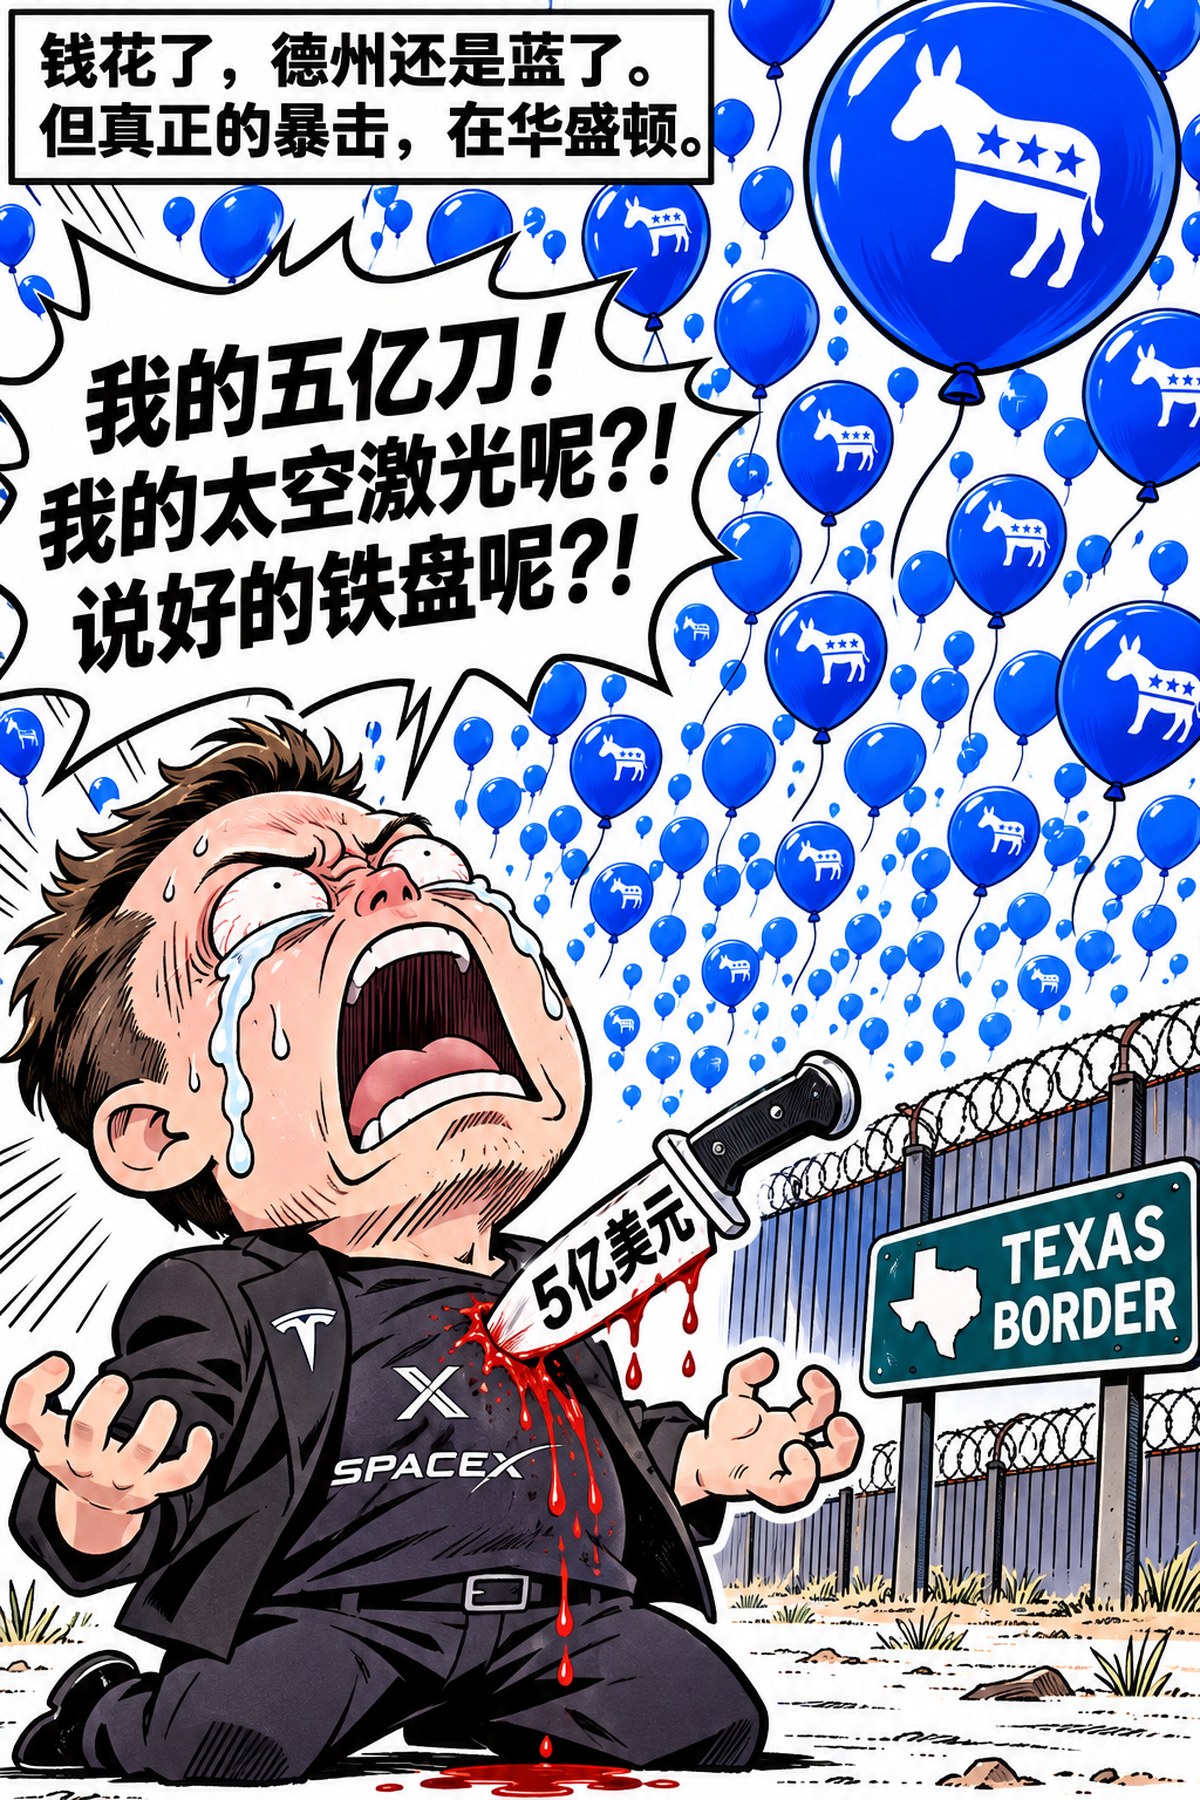 钱花了，德州还是蓝了。
但真正的暴击，在华盛顿。
我的五亿刀！
我的太空激光呢?!
说好的铁盘呢?!
5亿美元
TEXAS
BORDER
X
SPACEX